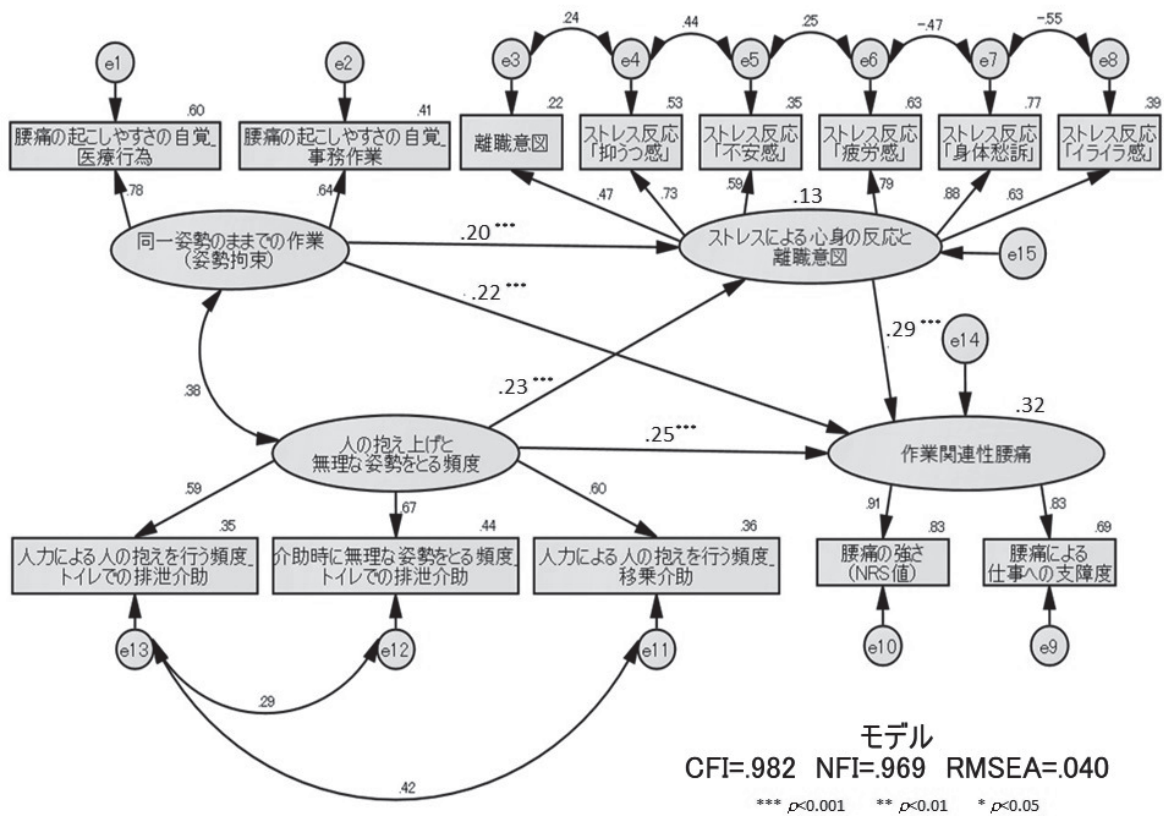 .24
.44
.25
-.47
-.55
e1
e2
e3
e4
e5
e6
e7
e8
.60
.41
.22
.53
.35
.63
.77
.39
腰痛の起こしやすさの自覚_
医療行為
腰痛の起こしやすさの自覚_
事務作業
離職意図
ストレス反応
「抑うつ感」
ストレス反応
「不安感」
ストレス反応
「疲労感」
ストレス反応
「身体愁訴」
ストレス反応
「イライラ感」
.78
.64
.47
.73
.59
.79
.88
.63
.13
同一姿勢のままでの作業
（姿勢拘束）
.20 ***
ストレスによる心身の反応と
離職意図
e15
.22 ***
.29 ***
e14
.38
.23 ***
.32
人の抱え上げと
無理な姿勢をとる頻度
.25***
作業関連性腰痛
.59
.67
.60
.91
.83
.35
.44
.36
.83
.69
人力による人の抱えを行う頻度_
トイレでの排泄介助
介助時に無理な姿勢をとる頻度_
トイレでの排泄介助
人力による人の抱えを行う頻度_
移乗介助
腰痛の強さ
（NRS値）
腰痛による
仕事への支障度
e13
e12
e11
e10
e9
.29
.42
モデル
CFI=.982 NFI=.969 RMSEA=.040
*** p<0.001 ** p<0.01 * p<0.05